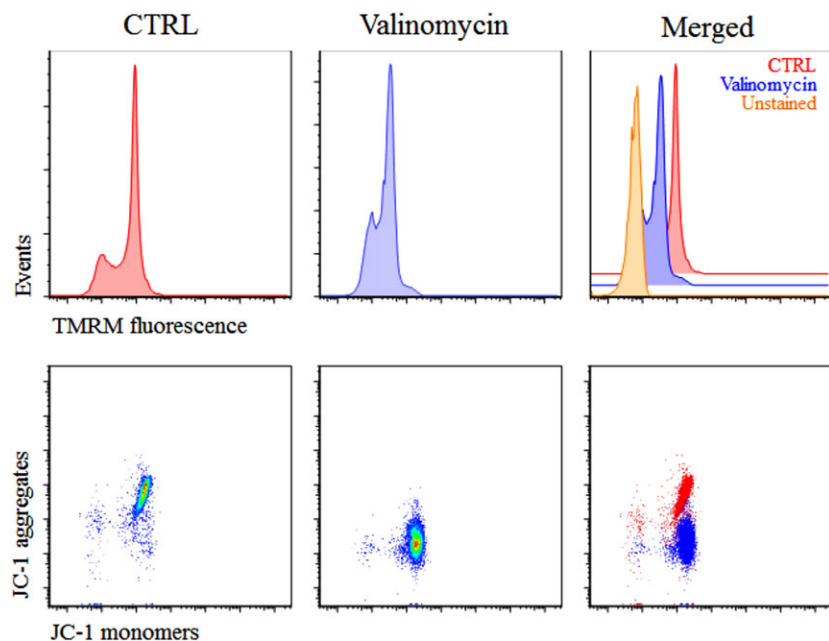 CTRL
Valinomycin
Merged
CTRL
Valinomycin
Unstained
Events
TMRM fluorescence
JC-1 aggregates
JC-1 monomers